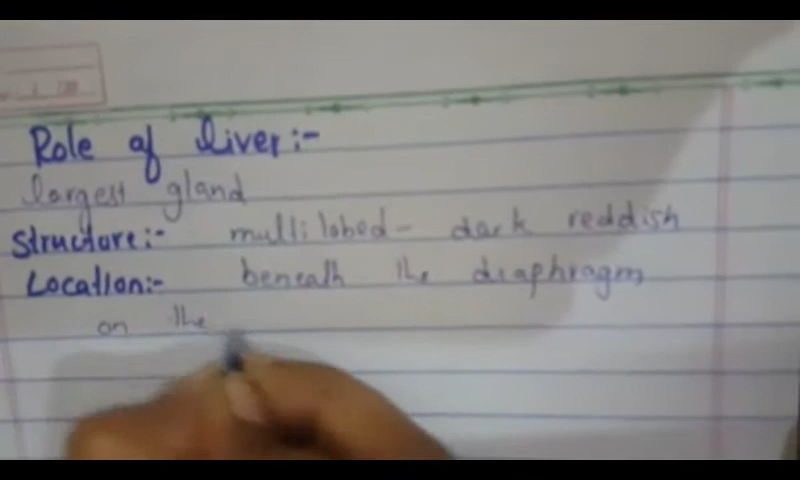 Role of liver:-
largest gland
Structure:- multilobed - dark reddish
Location:- beneath the diaphragm
on the